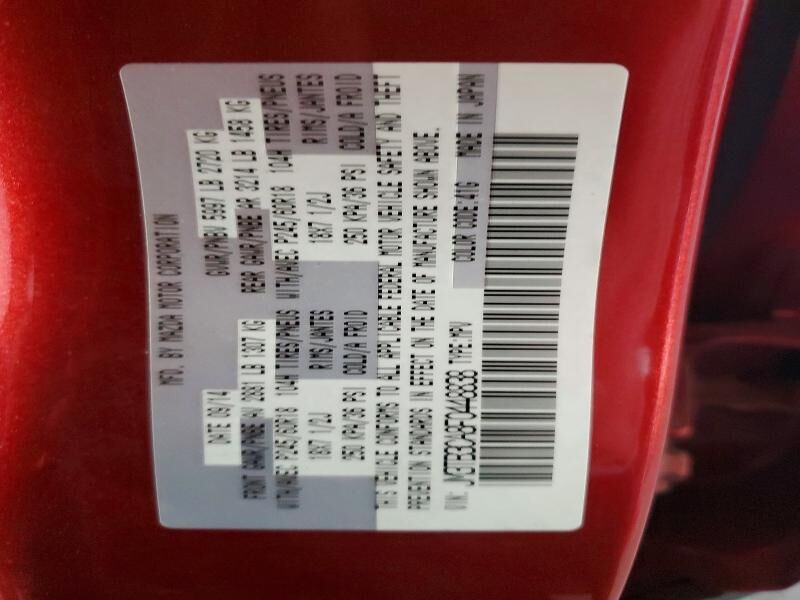 MFD. BY MAZDA MOTOR CORPORATION
DATE 09/14 GVWR/PNBV 5997 LB 2720 KG
FRONT GAWR/PNBE AV 2881 LB 1307 KG REAR GAWR/PNBE AR 3214 LB 1458 KG
WITH/AVEC P245/60R18 104H TIRES/PNEUS WITH/AVEC P245/60R18 104H TIRES/PNEUS
18X7 1/2J RIMS/JANTES 18X7 1/2J RIMS/JANTES
250 KPA/36 PSI COLD/A FROID 250 KPA/36 PSI COLD/A FROID
THIS VEHICLE CONFORMS TO ALL APPLICABLE FEDERAL MOTOR VEHICLE SAFETY AND THEFT
PREVENTION STANDARDS IN EFFECT ON THE DATE OF MANUFACTURE SHOWN ABOVE.
VIN: JM3TB3CA8F0448838 TYPE:MPV COLOR CODE:41G MADE IN JAPAN